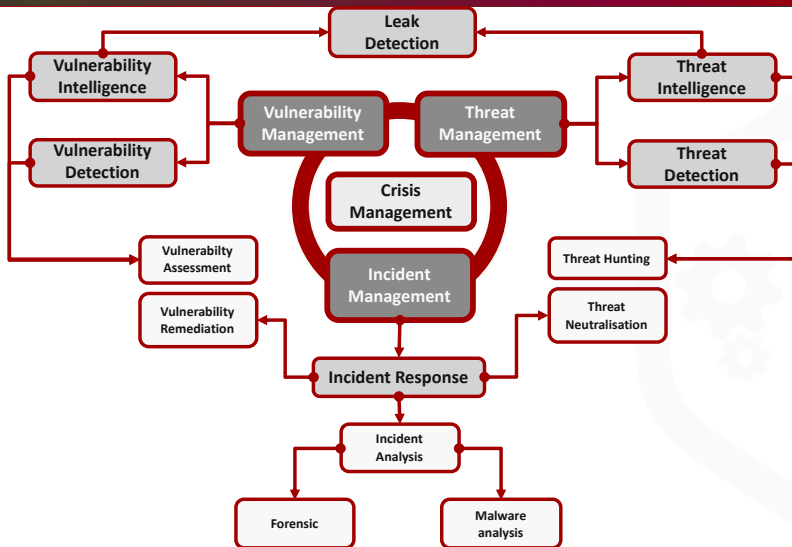 Leak
Detection
Vulnerability
Intelligence
Threat
Intelligence
Vulnerability
Management
Threat
Management
Vulnerability
Detection
Threat
Detection
Crisis
Management
Vulnerabilty
Assessment
Threat Hunting
Incident
Management
Vulnerability
Remediation
Threat
Neutralisation
Incident Response
Incident
Analysis
Forensic
Malware
analysis